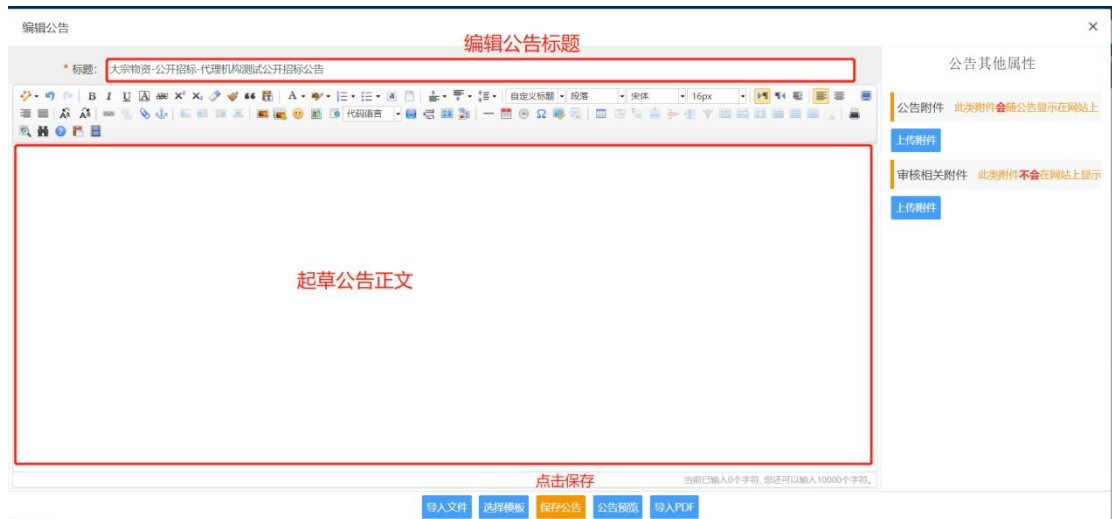 编辑公告
×
编辑公告标题
* 标题: 大宗物资-公开招标-代理机构测试公开招标公告
公告其他属性
自定义标题 段落 宋体 16px
代码语言
公告附件 此类附件会随公告显示在网站上
上传附件
审核相关附件 此类附件不会在网站上显示
上传附件
起草公告正文
点击保存
当前已输入0个字符, 您还可以输入10000个字符。
导入文件 选择模板 保存公告 公告预览 导入PDF